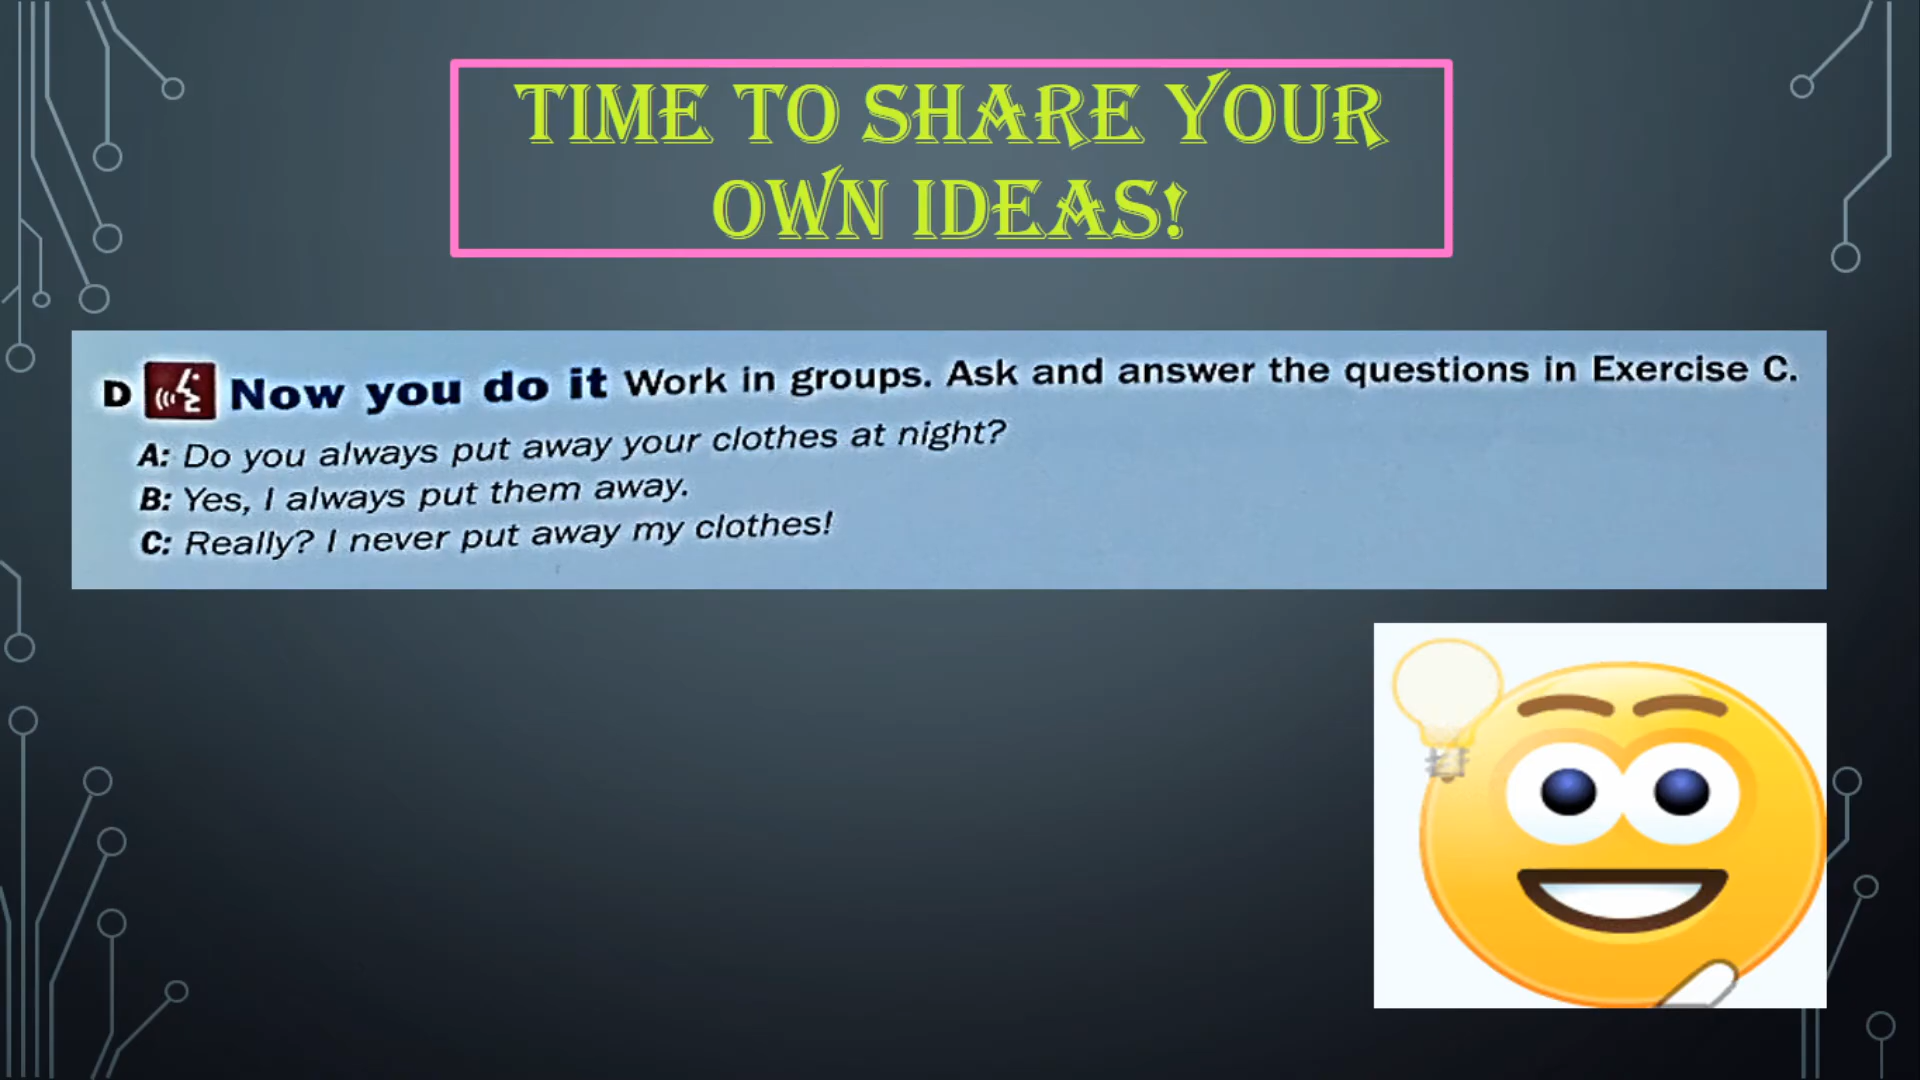 TIME TO SHARE YOUR
OWN IDEAS!
D Now you do it Work in groups. Ask and answer the questions in Exercise C.
A: Do you always put away your clothes at night?
B: Yes, I always put them away.
C: Really? I never put away my clothes!